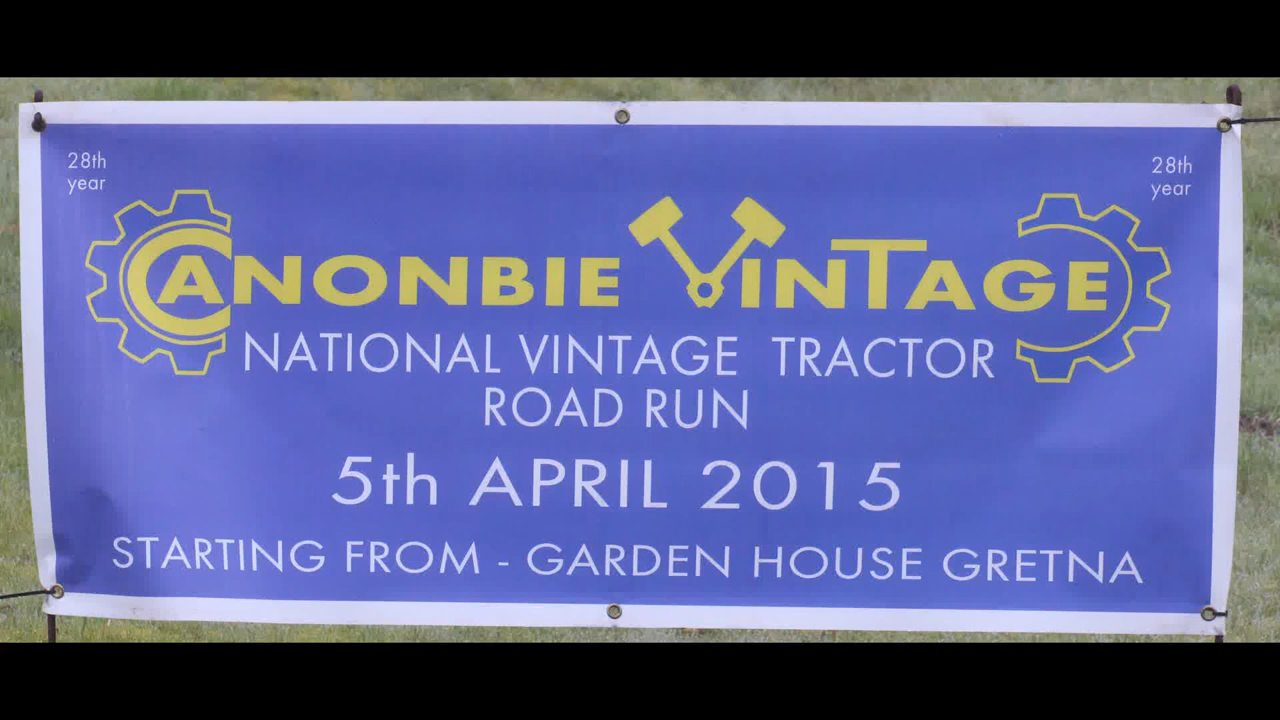 28th
year
28th
year
CANONBIE VINTAGE
NATIONAL VINTAGE TRACTOR
ROAD RUN
5th APRIL 2015
STARTING FROM - GARDEN HOUSE GRETNA